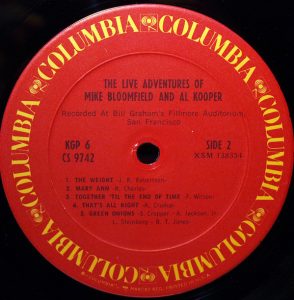 COLUMBIA COLUMBIA COLUMBIA COLUMBIA COLUMBIA COLUMBIA
THE LIVE ADVENTURES OF
MIKE BLOOMFIELD AND AL KOOPER
Recorded At Bill Graham's Fillmore Auditorium,
San Francisco
KGP 6
CS 9742
SIDE 2
XSM 138354
1. THE WEIGHT -J. R. Robertson
2. MARY ANN -R. Charles
3. TOGETHER 'TIL THE END OF TIME -F. Wilson
4. THAT'S ALL RIGHT -A. Crudup
5. GREEN ONIONS -S. Cropper - A. Jackson, Jr.
L. Steinberg - B. T. Jones